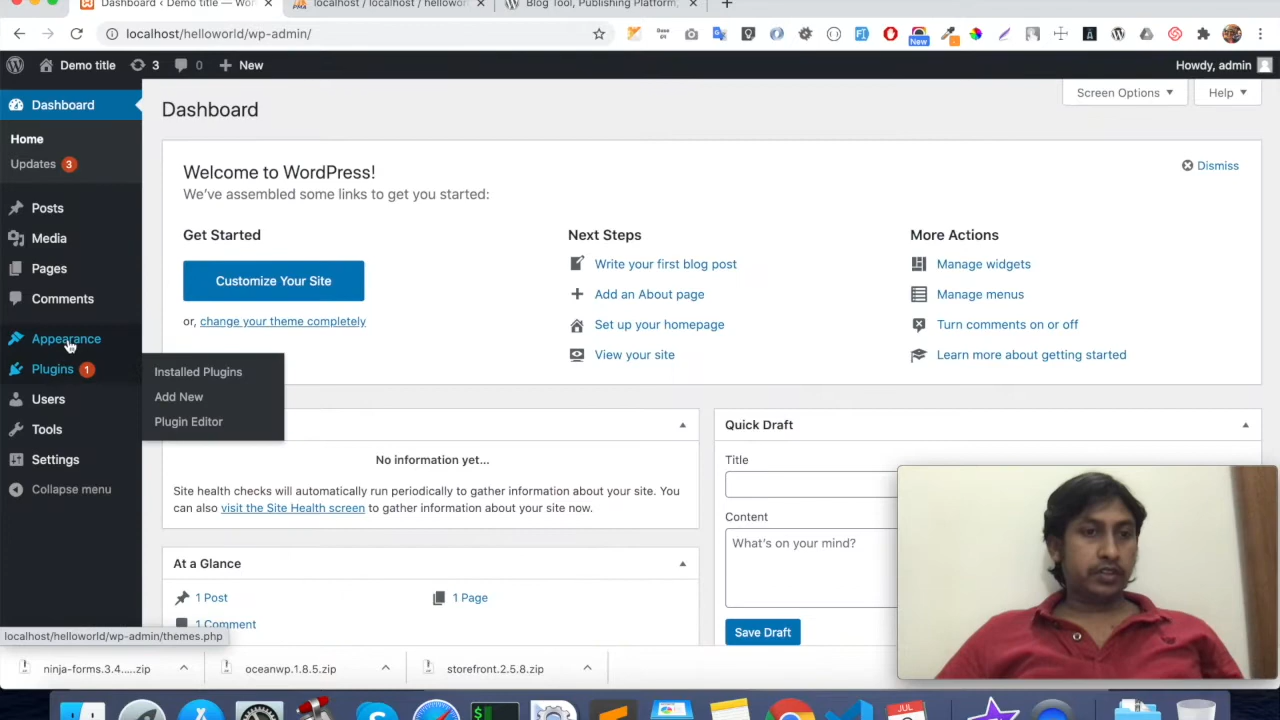 Dashboard ‹ Demo title — Wor
localhost / localhost / hellowor
Blog Tool, Publishing Platform,
localhost/helloworld/wp-admin/
New
Demo title
3
0
New
Howdy, admin
Dashboard
Home
Updates 3
Posts
Media
Pages
Comments
Appearance
Plugins 1
Users
Tools
Settings
Collapse menu
Installed Plugins
Add New
Plugin Editor
Dashboard
Screen Options
Help
Welcome to WordPress!
We've assembled some links to get you started:
Dismiss
Get Started
Customize Your Site
or, change your theme completely
Next Steps
Write your first blog post
Add an About page
Set up your homepage
View your site
More Actions
Manage widgets
Manage menus
Turn comments on or off
Learn more about getting started
No information yet...
Site health checks will automatically run periodically to gather information about your site. You
can also visit the Site Health screen to gather information about your site now.
At a Glance
1 Post
1 Page
1 Comment
Quick Draft
Title
Content
What's on your mind?
Save Draft
localhost/helloworld/wp-admin/themes.php
ninja-forms.3.4.....zip
oceanwp.1.8.5.zip
storefront.2.5.8.zip
JUL